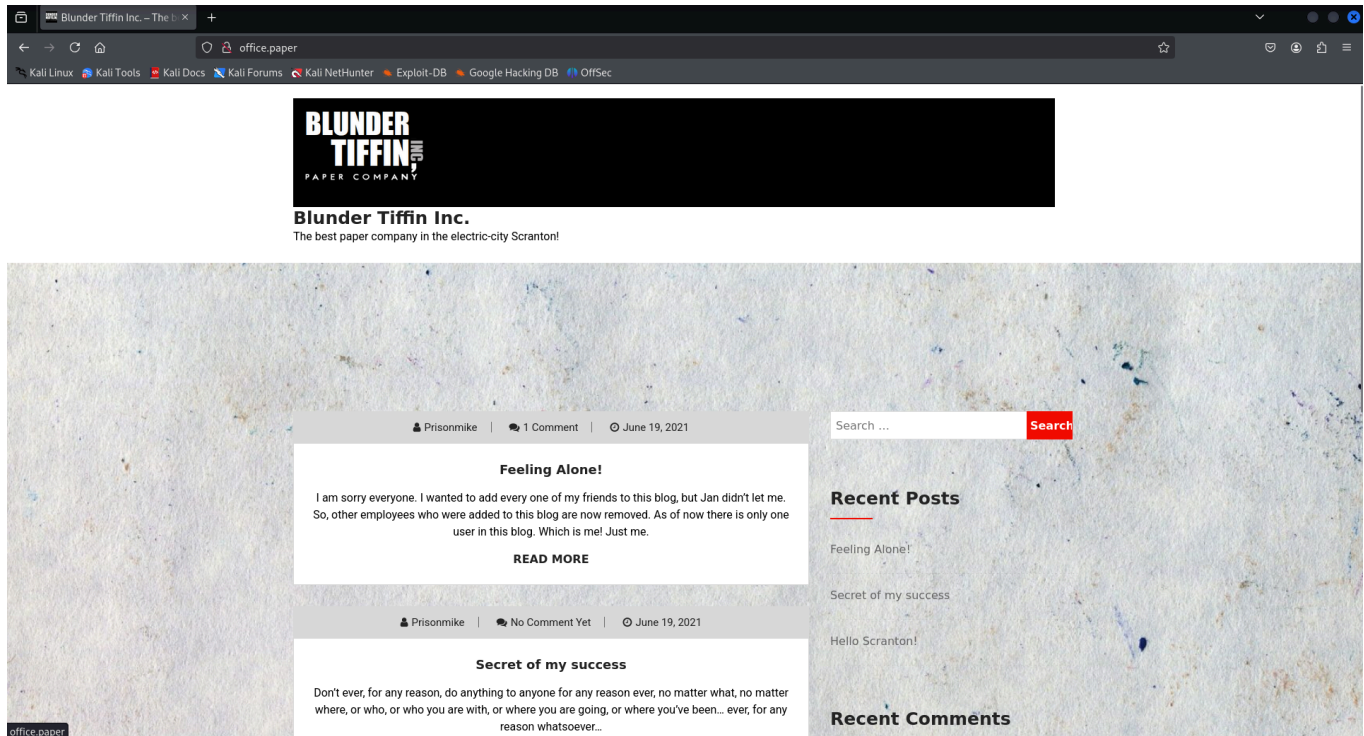 Blunder Tiffin Inc. – The b
office.paper
Kali Linux Kali Tools Kali Docs Kali Forums Kali NetHunter Exploit-DB Google Hacking DB OffSec
BLUNDER
TIFFIN, INC
PAPER COMPANY
Blunder Tiffin Inc.
The best paper company in the electric-city Scranton!
Prisonmike | 1 Comment | June 19, 2021
Feeling Alone!
I am sorry everyone. I wanted to add every one of my friends to this blog, but Jan didn’t let me.
So, other employees who were added to this blog are now removed. As of now there is only one
user in this blog. Which is me! Just me.
READ MORE
Prisonmike | No Comment Yet | June 19, 2021
Secret of my success
Don’t ever, for any reason, do anything to anyone for any reason ever, no matter what, no matter
where, or who, or who you are with, or where you are going, or where you’ve been… ever, for any
reason whatsoever…
Search …
Search
Recent Posts
Feeling Alone!
Secret of my success
Hello Scranton!
Recent Comments
office.paper